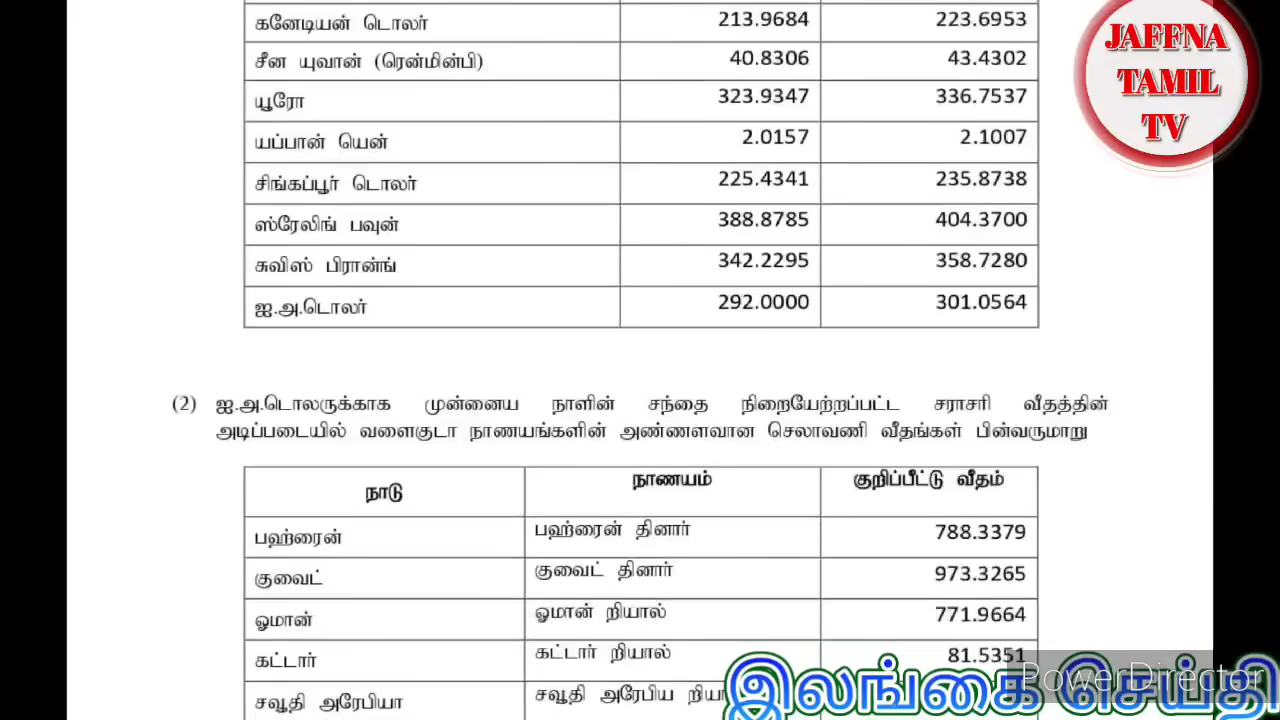 கனேடியன் டொலர் 213.9684 223.6953
சீன யுவான் (ரென்மின்பி) 40.8306 43.4302
யூரோ 323.9347 336.7537
யப்பான் யென் 2.0157 2.1007
சிங்கப்பூர் டொலர் 225.4341 235.8738
ஸ்ரேலிங் பவுன் 388.8785 404.3700
சுவிஸ் பிரான்ங் 342.2295 358.7280
ஐ.அ.டொலர் 292.0000 301.0564
JAFFNA
TAMIL
TV
(2) ஐ.அ.டொலருக்காக முன்னைய நாளின் சந்தை நிறையேற்றப்பட்ட சராசரி வீதத்தின்
அடிப்படையில் வளைகுடா நாணயங்களின் அண்ணளவான செலாவணி வீதங்கள் பின்வருமாறு
நாடு நாணயம் குறிப்பீட்டு வீதம்
பஹ்ரைன் பஹ்ரைன் தினார் 788.3379
குவைட் குவைட் தினார் 973.3265
ஓமான் ஓமான் றியால் 771.9664
கட்டார் கட்டார் றியால் 81.5351
சவூதி அரேபியா சவூதி அரேபிய
இலங்கை செய்தி
PowerDirector